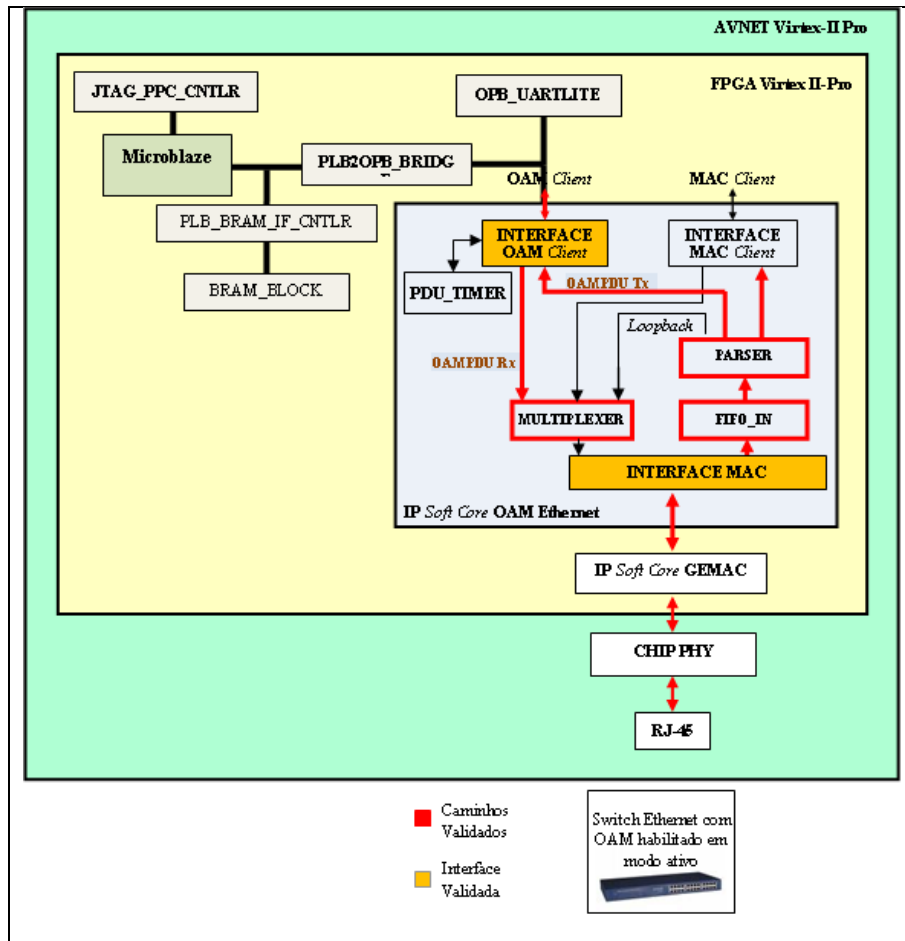 AVNET Virtex-II Pro
FPGA Virtex II-Pro
JTAG_PPC_CNTLR
OPB_UARTLITE
Microblaze
PLB2OPB_BRIDG
OAM Client
MAC Client
PLB_BRAM_IF_CNTLR
BRAM_BLOCK
INTERFACE
OAM Client
INTERFACE
MAC Client
PDU_TIMER
OAMPDU Tx
Loopback
OAMPDU Rx
PARSER
MULTIPLEXER
FIFO_IN
INTERFACE MAC
IP Soft Core OAM Ethernet
IP Soft Core GEMAC
CHIP PHY
RJ-45
Caminhos
Validados
Interface
Validada
Switch Ethernet com
OAM habilitado em
modo ativo